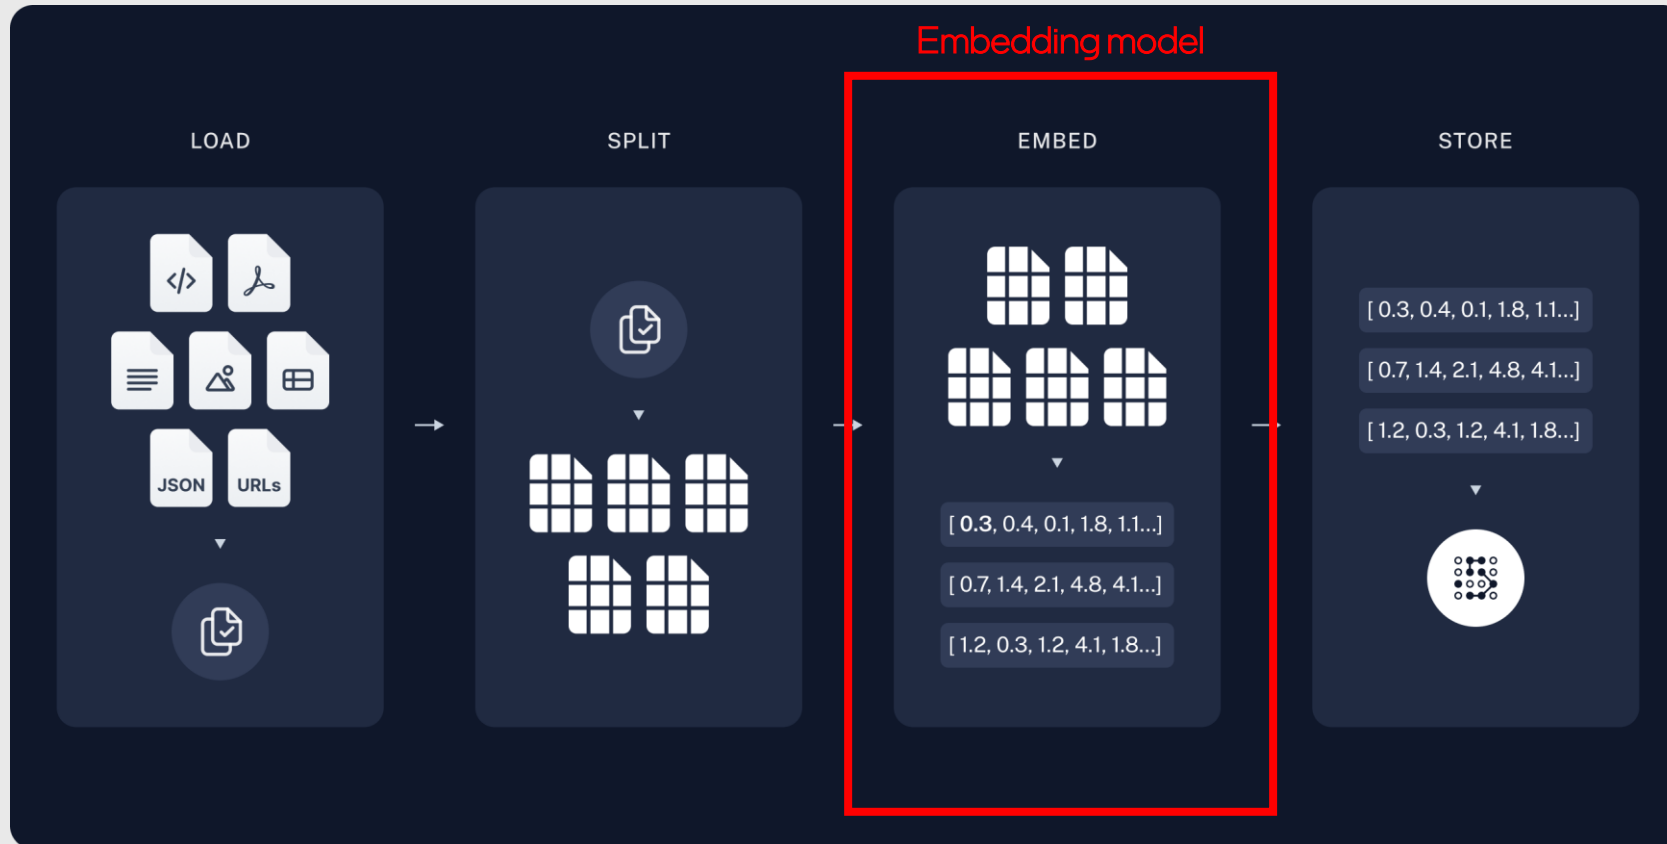 Embedding model
LOAD
SPLIT
EMBED
STORE
</>
JSON
URLs
[ 0.3, 0.4, 0.1, 1.8, 1.1...]
[ 0.7, 1.4, 2.1, 4.8, 4.1...]
[ 1.2, 0.3, 1.2, 4.1, 1.8...]
[ 0.3, 0.4, 0.1, 1.8, 1.1...]
[ 0.7, 1.4, 2.1, 4.8, 4.1...]
[ 1.2, 0.3, 1.2, 4.1, 1.8...]